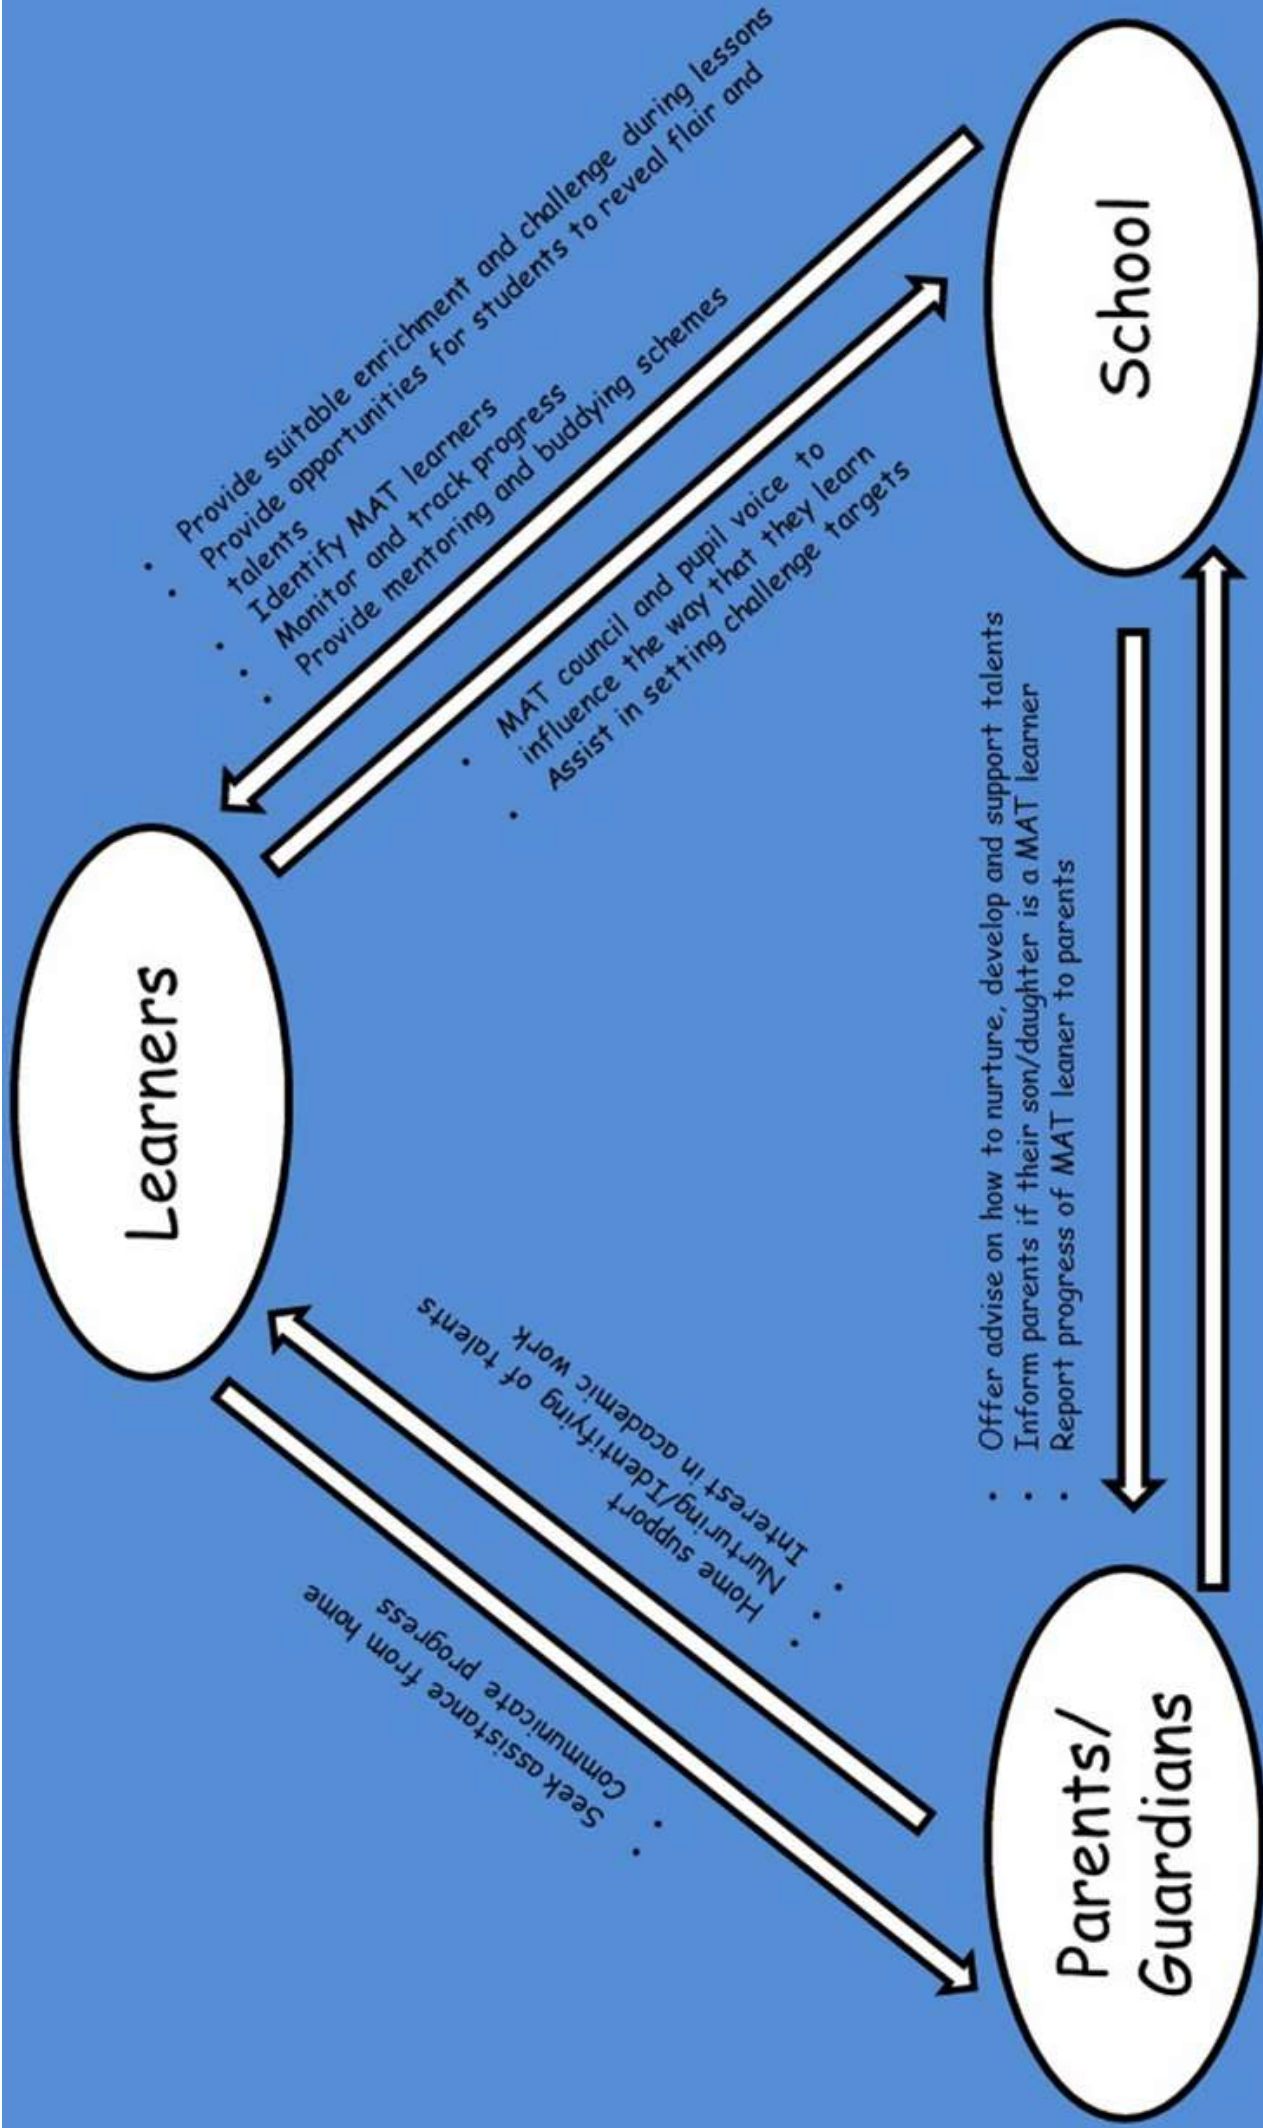 Learners
Seek assistance from home
Communicate progress
Home support
Nurturing/Identifying of talents
Interest in academic work
• Provide suitable enrichment and challenge during lessons
• Provide opportunities for students to reveal flair and
talents
• Identify MAT learners
• Monitor and track progress
• Provide mentoring and buddying schemes
• MAT council and pupil voice to
influence the way that they learn
• Assist in setting challenge targets
• Offer advise on how to nurture, develop and support talents
• Inform parents if their son/daughter is a MAT learner
• Report progress of MAT leaner to parents
Parents/
Guardians
School